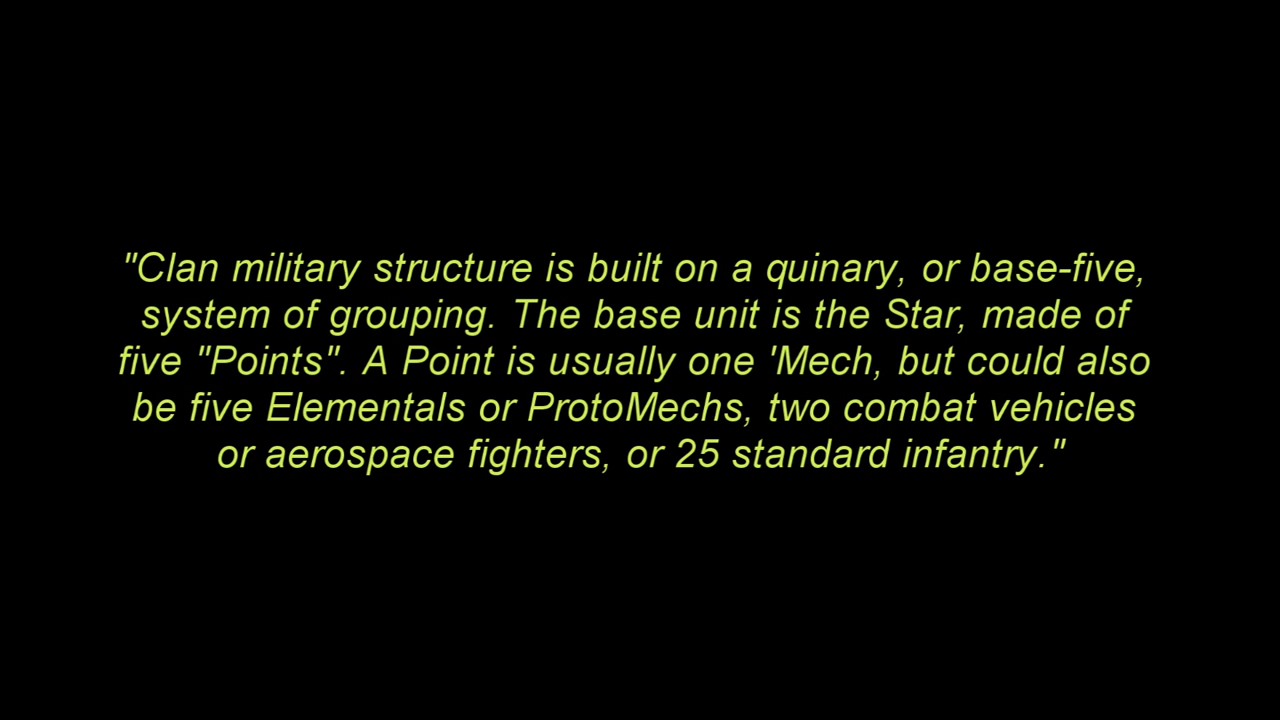 "Clan military structure is built on a quinary, or base-five,
system of grouping. The base unit is the Star, made of
five "Points". A Point is usually one 'Mech, but could also
be five Elementals or ProtoMechs, two combat vehicles
or aerospace fighters, or 25 standard infantry."